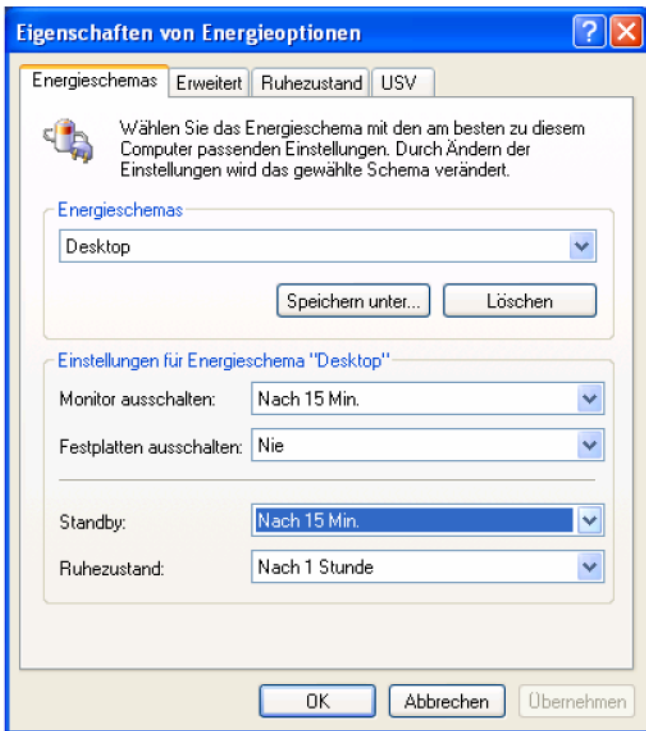 Eigenschaften von Energieoptionen
Energieschemas Erweitert Ruhezustand USV
Wählen Sie das Energieschema mit den am besten zu diesem
Computer passenden Einstellungen. Durch Ändern der
Einstellungen wird das gewählte Schema verändert.
Energieschemas
Desktop
Speichern unter... Löschen
Einstellungen für Energieschema "Desktop"
Monitor ausschalten: Nach 15 Min.
Festplatten ausschalten: Nie
Standby: Nach 15 Min.
Ruhezustand: Nach 1 Stunde
OK Abbrechen Übernehmen